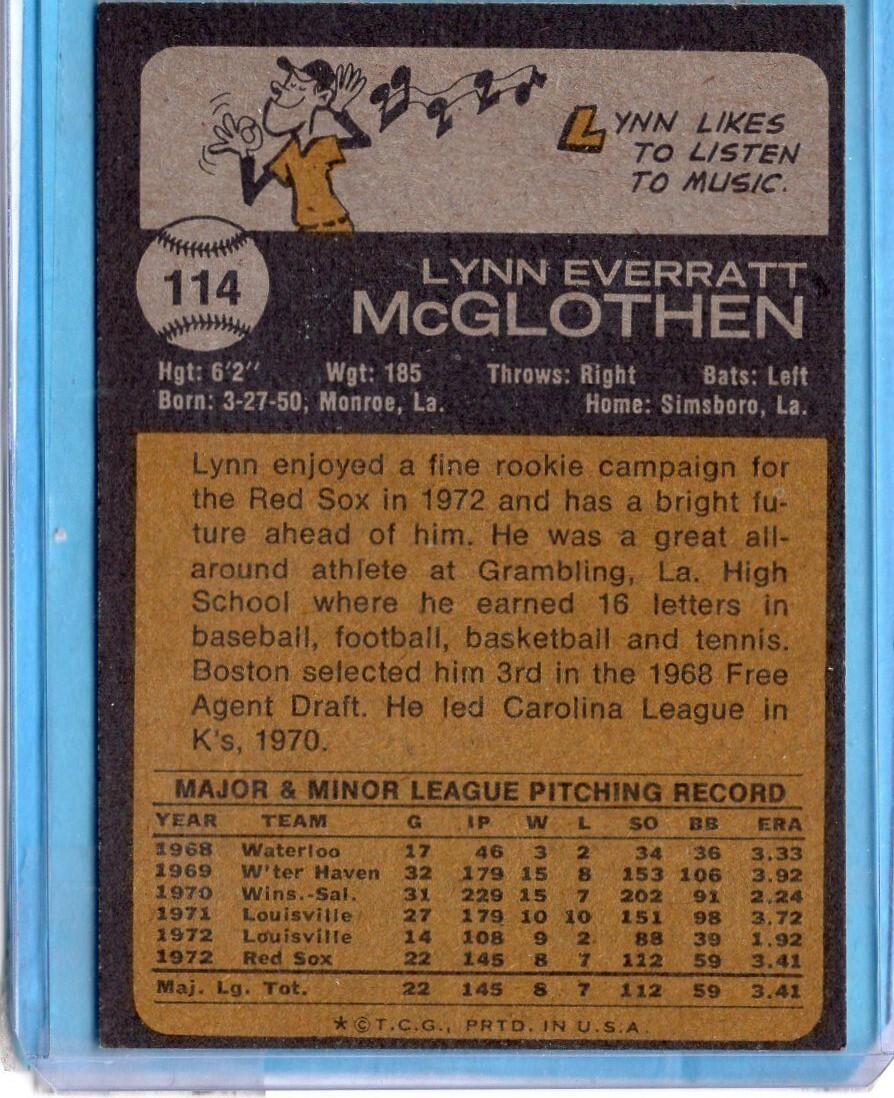 LYNN LIKES
TO LISTEN
TO MUSIC.
114
LYNN EVERRATT
McGLOTHEN
Hgt: 6'2" Wgt: 185 Throws: Right Bats: Left
Born: 3-27-50, Monroe, La. Home: Simsboro, La.
Lynn enjoyed a fine rookie campaign for
the Red Sox in 1972 and has a bright fu-
ture ahead of him. He was a great all-
around athlete at Grambling, La. High
School where he earned 16 letters in
baseball, football, basketball and tennis.
Boston selected him 3rd in the 1968 Free
Agent Draft. He led Carolina League in
K's, 1970.
MAJOR & MINOR LEAGUE PITCHING RECORD
YEAR TEAM G IP W L SO BB ERA
1968 Waterloo 17 46 3 2 34 36 3.33
1969 W'ter Haven 32 179 15 8 153 106 3.92
1970 Wins.-Sal. 31 229 15 7 202 91 2.24
1971 Louisville 27 179 10 10 151 98 3.72
1972 Louisville 14 108 9 2 88 39 1.92
1972 Red Sox 22 145 8 7 112 59 3.41
Maj. Lg. Tot. 22 145 8 7 112 59 3.41
*© T.C.G., PRTD. IN U.S.A.